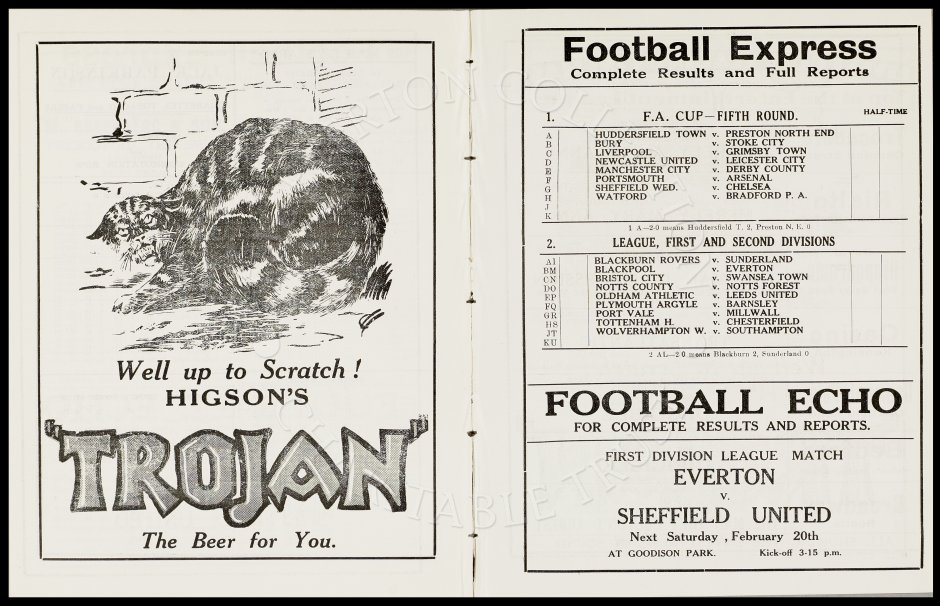 Well up to Scratch!
HIGSON'S
"TROJAN"
The Beer for You.
Football Express
Complete Results and Full Reports
1. F.A. CUP—FIFTH ROUND. HALF-TIME
A HUDDERSFIELD TOWN v. PRESTON NORTH END
B BURY v. STOKE CITY
C LIVERPOOL v. GRIMSBY TOWN
D NEWCASTLE UNITED v. LEICESTER CITY
E MANCHESTER CITY v. DERBY COUNTY
F PORTSMOUTH v. ARSENAL
G SHEFFIELD WED. v. CHELSEA
H WATFORD v. BRADFORD P. A.
J
K
1 A—2-0 means Huddersfield T. 2, Preston N. E. 0
2. LEAGUE, FIRST AND SECOND DIVISIONS
A1 BLACKBURN ROVERS v. SUNDERLAND
BM BLACKPOOL v. EVERTON
CN BRISTOL CITY v. SWANSEA TOWN
DO NOTTS COUNTY v. NOTTS FOREST
EP OLDHAM ATHLETIC v. LEEDS UNITED
FQ PLYMOUTH ARGYLE v. BARNSLEY
GR PORT VALE v. MILLWALL
HS TOTTENHAM H. v. CHESTERFIELD
JT WOLVERHAMPTON W. v. SOUTHAMPTON
KU
2 AL—2 0 means Blackburn 2, Sunderland 0
FOOTBALL ECHO
FOR COMPLETE RESULTS AND REPORTS.
FIRST DIVISION LEAGUE MATCH
EVERTON
v.
SHEFFIELD UNITED
Next Saturday, February 20th
AT GOODISON PARK. Kick-off 3-15 p.m.